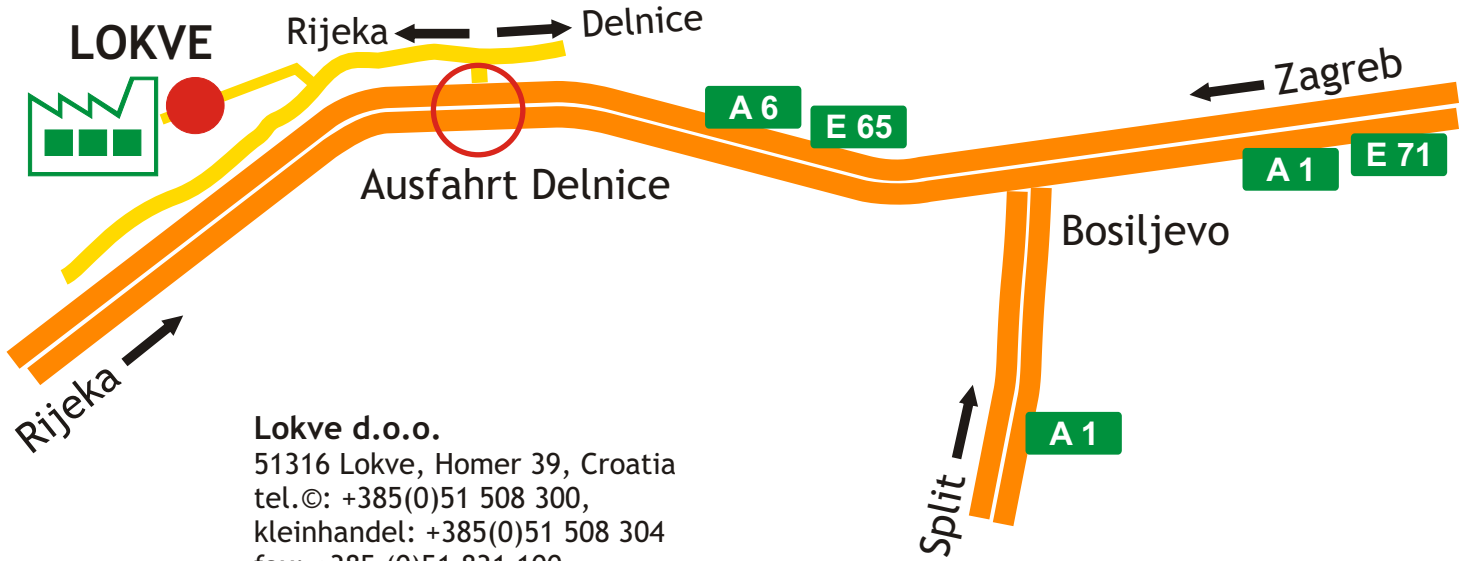 LOKVE
Rijeka
Delnice
Zagreb
A 6
E 65
A 1
E 71
Ausfahrt Delnice
Bosiljevo
Rijeka
A 1
Split
Lokve d.o.o.
51316 Lokve, Homer 39, Croatia
tel.©: +385(0)51 508 300,
kleinhandel: +385(0)51 508 304